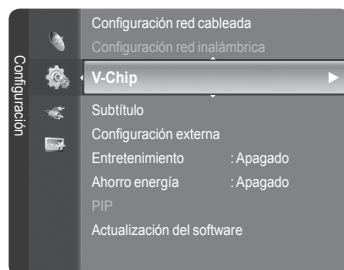 Configuración
Configuración red cableada
Configuración red inalámbrica
V-Chip
Subtítulo
Configuración externa
Entretenimiento : Apagado
Ahorro energía : Apagado
PIP
Actualización del software